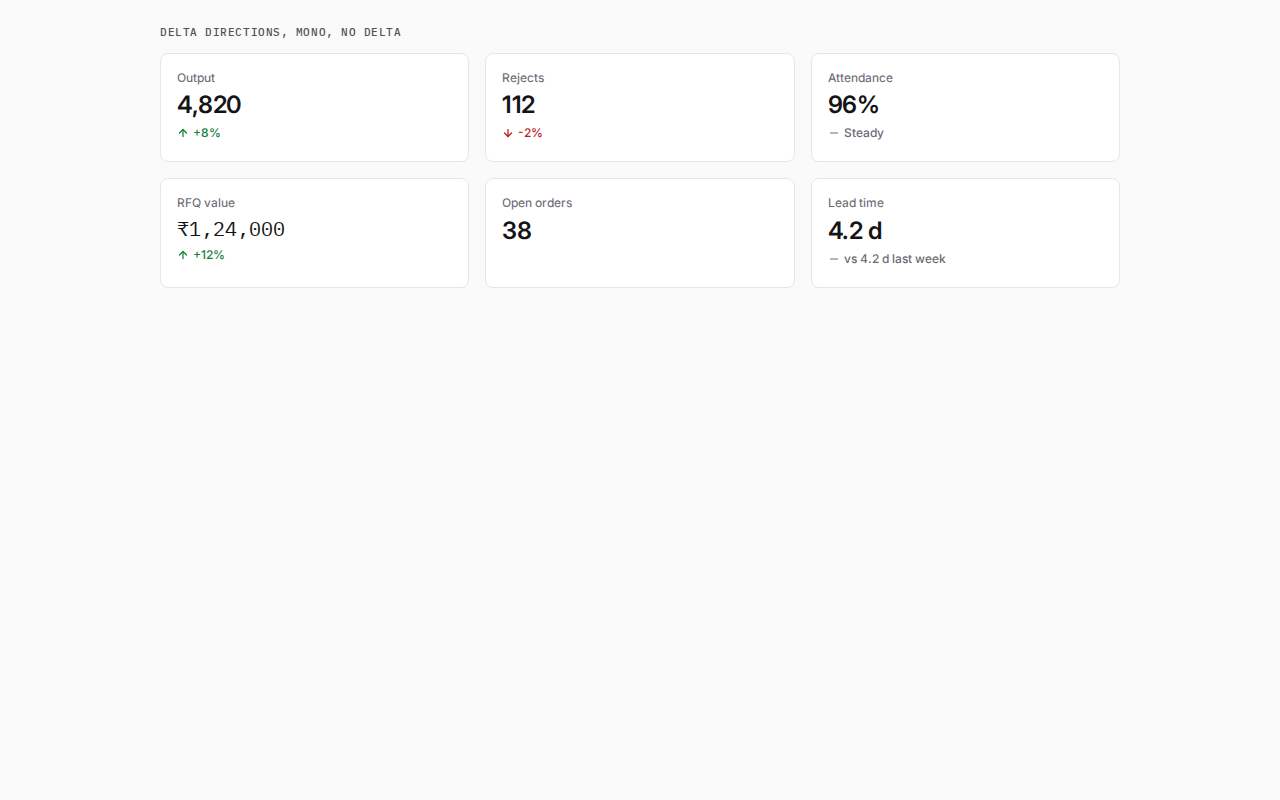 DELTA DIRECTIONS, MONO, NO DELTA
Output
4,820
↑ +8%
Rejects
112
↓ -2%
Attendance
96%
— Steady
RFQ value
₹1,24,000
↑ +12%
Open orders
38
Lead time
4.2 d
— vs 4.2 d last week